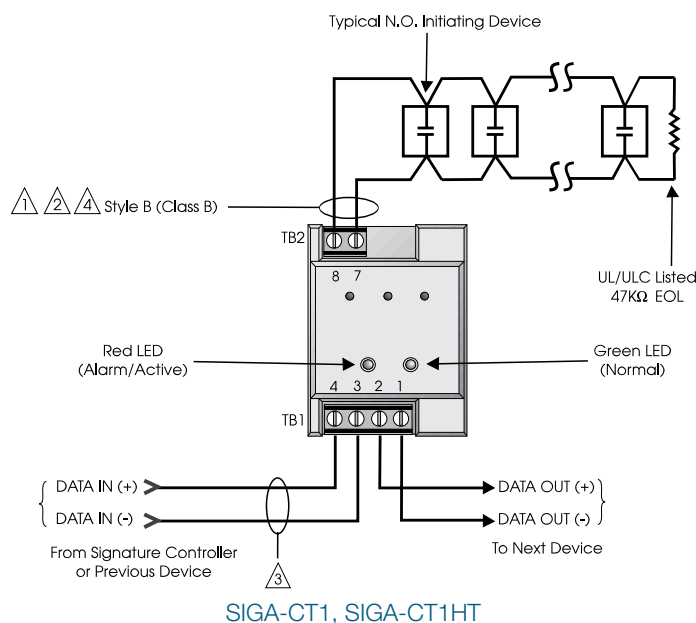 Typical N.O. Initiating Device
1 2 4 Style B (Class B)
TB2
8 7
UL/ULC Listed
47KΩ EOL
Red LED
(Alarm/Active)
Green LED
(Normal)
4 3 2 1
TB1
DATA IN (+)
DATA OUT (+)
DATA IN (-)
DATA OUT (-)
From Signature Controller
or Previous Device
To Next Device
3
SIGA-CT1, SIGA-CT1HT